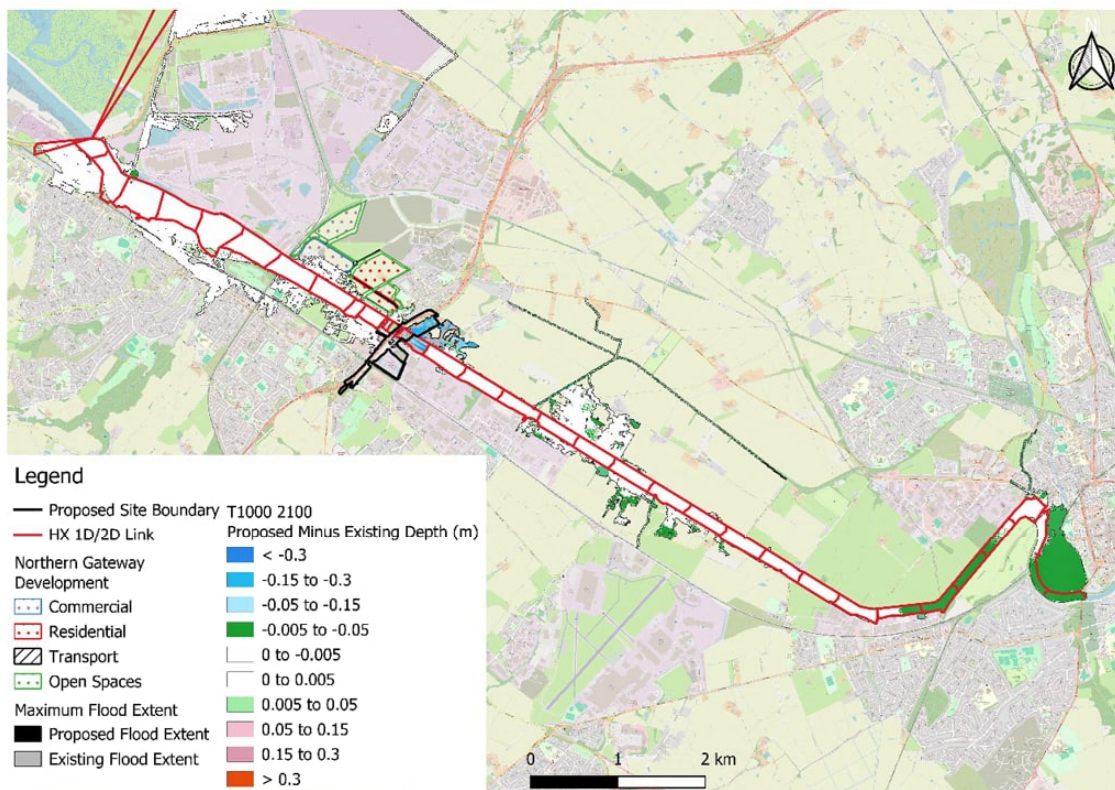 N
Legend
Proposed Site Boundary
HX 1D/2D Link
Northern Gateway
Development
Commercial
Residential
Transport
Open Spaces
Maximum Flood Extent
Proposed Flood Extent
Existing Flood Extent
T1000 2100
Proposed Minus Existing Depth (m)
< -0.3
-0.15 to -0.3
-0.05 to -0.15
-0.005 to -0.05
0 to -0.005
0 to 0.005
0.005 to 0.05
0.05 to 0.15
0.15 to 0.3
> 0.3
0 1 2 km